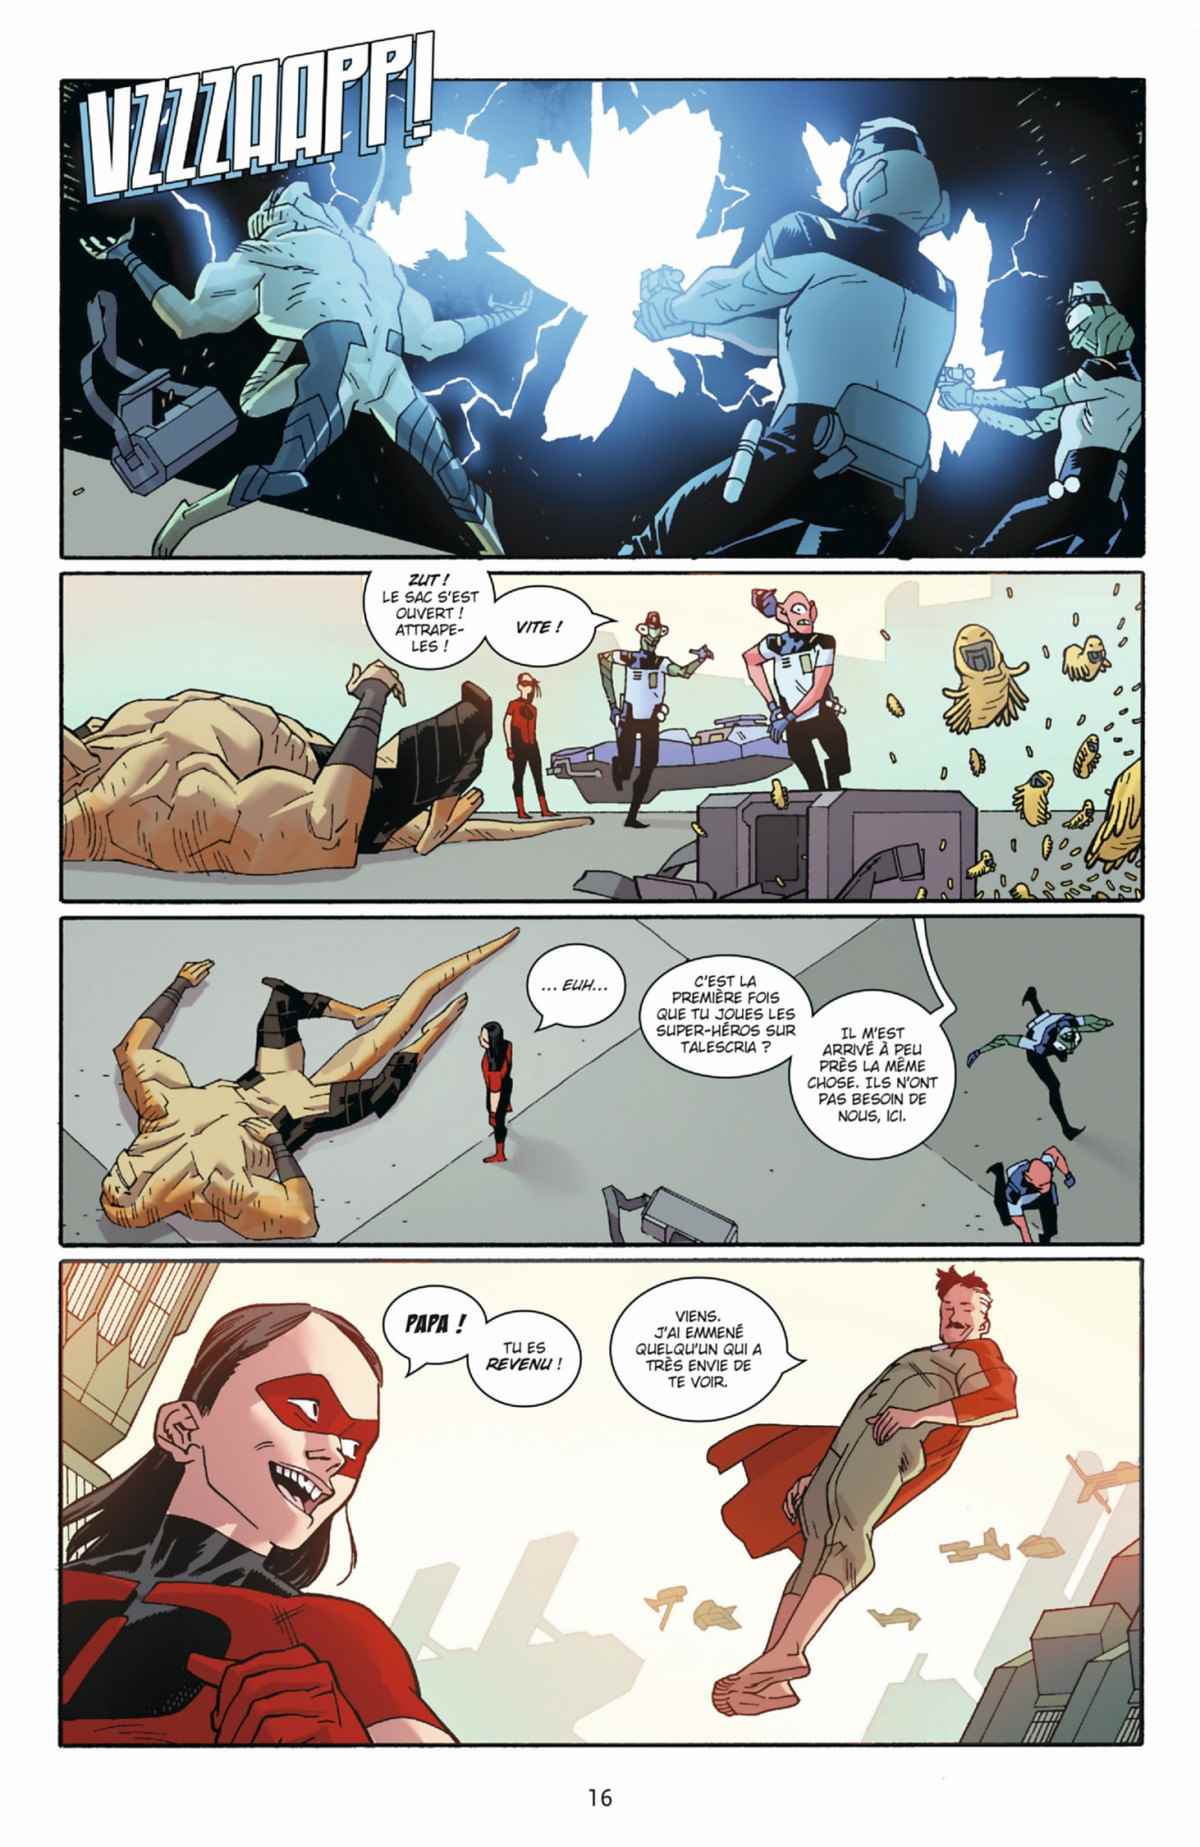 VZZZAAPP!
ZUT !
LE SAC S'EST
OUVERT !
ATTRAPE-
LES !
VITE !
... EUH...
C'EST LA
PREMIÈRE FOIS
QUE TU JOUES LES
SUPER-HÉROS SUR
TALESCRIA ?
IL M'EST
ARRIVÉ À PEU
PRÈS LA MÊME
CHOSE. ILS N'ONT
PAS BESOIN DE
NOUS, ICI.
PAPA !
TU ES
REVENU !
VIENS.
J'AI EMMENÉ
QUELQU'UN QUI A
TRÈS ENVIE DE
TE VOIR.
16